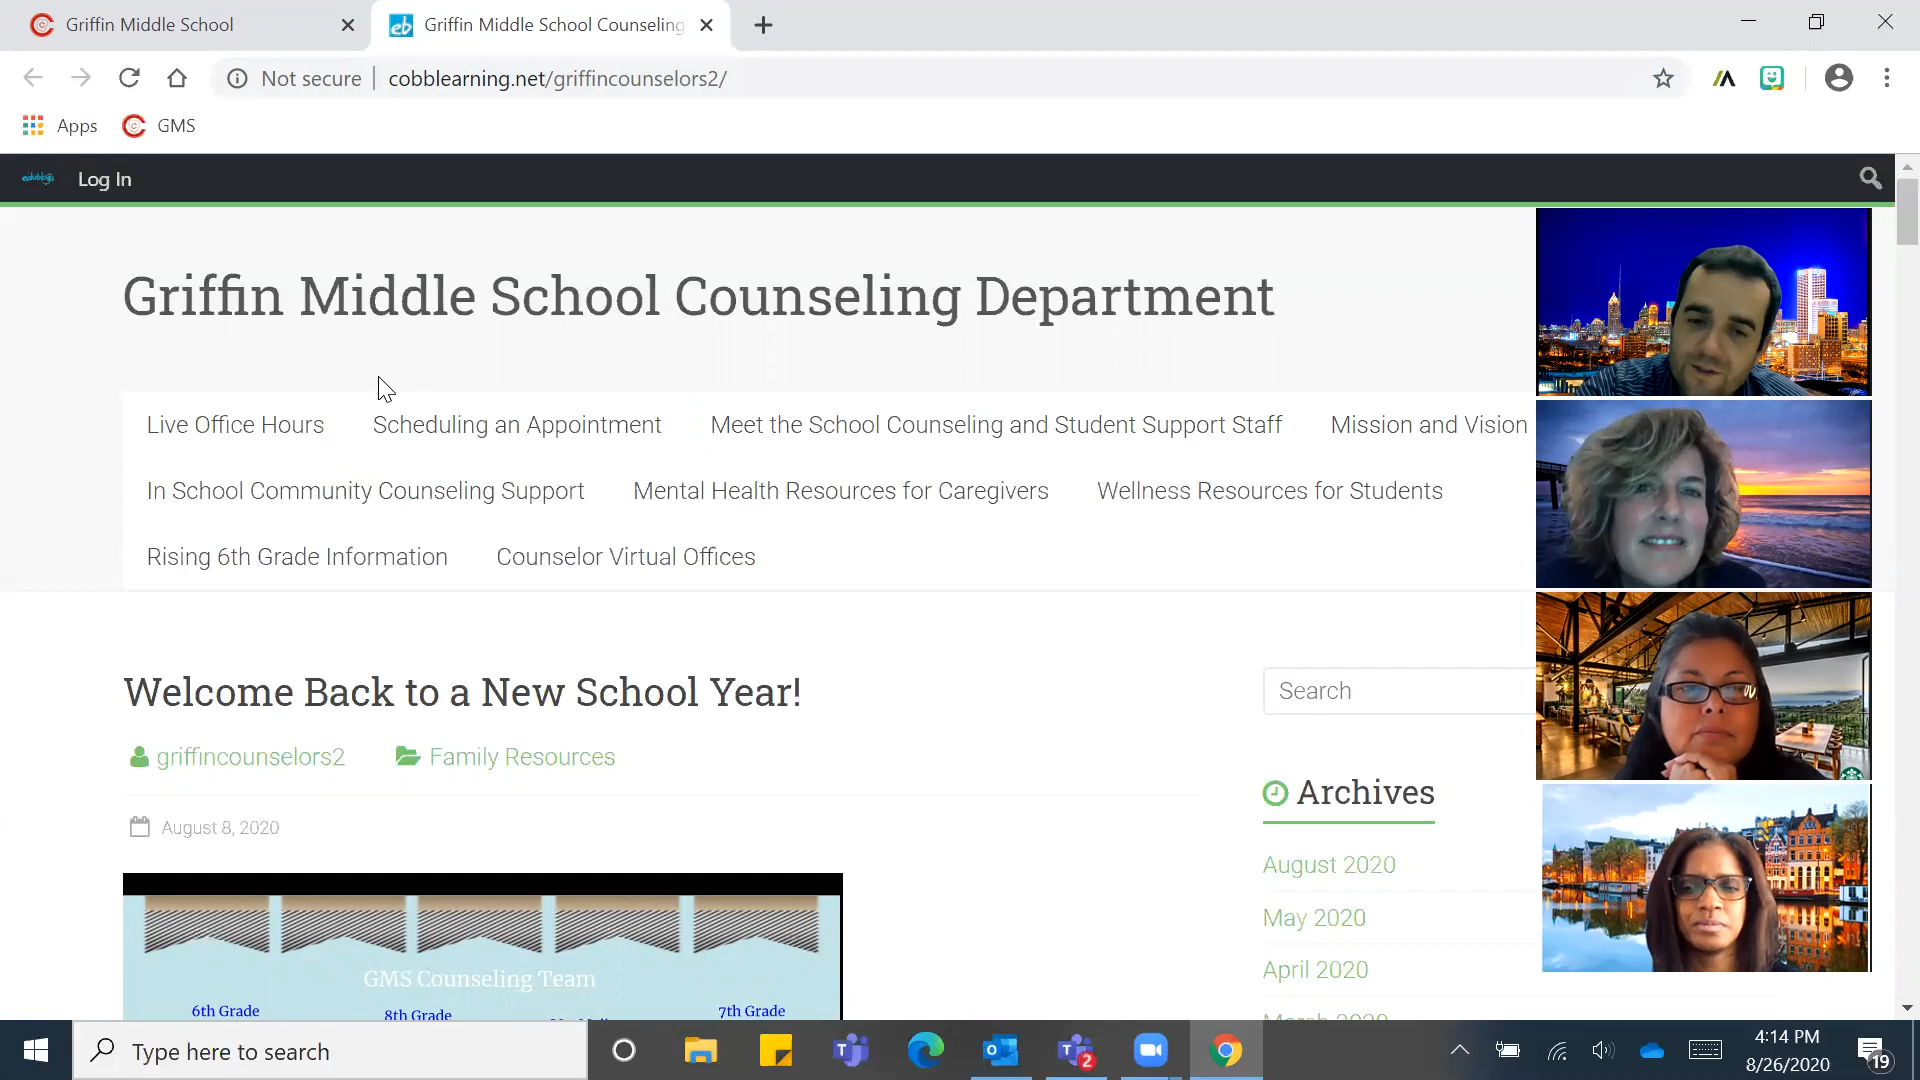 Griffin Middle School
Griffin Middle School Counseling
Not secure
cobblearning.net/griffincounselors2/
Apps
GMS
edublogs
Log In
Griffin Middle School Counseling Department
Live Office Hours
Scheduling an Appointment
Meet the School Counseling and Student Support Staff
Mission and Vision
In School Community Counseling Support
Mental Health Resources for Caregivers
Wellness Resources for Students
Rising 6th Grade Information
Counselor Virtual Offices
Welcome Back to a New School Year!
griffincounselors2
Family Resources
August 8, 2020
Search
Archives
August 2020
May 2020
April 2020
March 2020
GMS Counseling Team
6th Grade
8th Grade
7th Grade
Type here to search
2
4:14 PM
8/26/2020
19